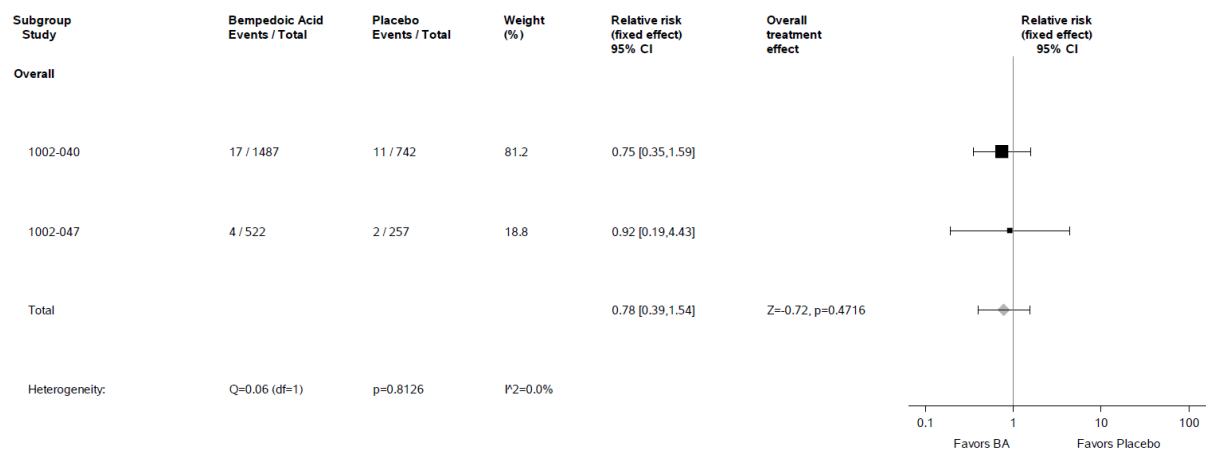 Subgroup Study
Bempedoic Acid Events / Total
Placebo Events / Total
Weight (%)
Relative risk (fixed effect) 95% CI
Overall treatment effect
Relative risk (fixed effect) 95% CI
Overall
1002-040 17 / 1487 11 / 742 81.2 0.75 [0.35,1.59]
1002-047 4 / 522 2 / 257 18.8 0.92 [0.19,4.43]
Total 0.78 [0.39,1.54] Z=-0.72, p=0.4716
Heterogeneity: Q=0.06 (df=1) p=0.8126 I^2=0.0%
0.1 1 10 100
Favors BA Favors Placebo